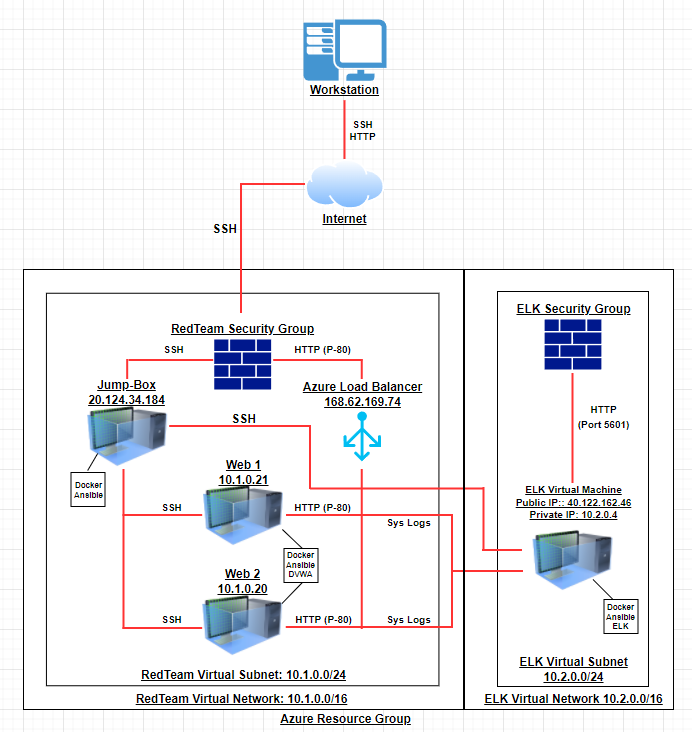 Workstation
SSH
HTTP
Internet
SSH
RedTeam Security Group
SSH
HTTP (P-80)
Jump-Box
20.124.34.184
Azure Load Balancer
168.62.169.74
SSH
Docker
Ansible
Web 1
10.1.0.21
SSH
HTTP (P-80)
Sys Logs
Docker
Ansible
DVWA
Web 2
10.1.0.20
SSH
HTTP (P-80)
Sys Logs
RedTeam Virtual Subnet: 10.1.0.0/24
RedTeam Virtual Network: 10.1.0.0/16
ELK Security Group
HTTP
(Port 5601)
ELK Virtual Machine
Public IP:: 40.122.162.46
Private IP: 10.2.0.4
Docker
Ansible
ELK
ELK Virtual Subnet
10.2.0.0/24
ELK Virtual Network 10.2.0.0/16
Azure Resource Group